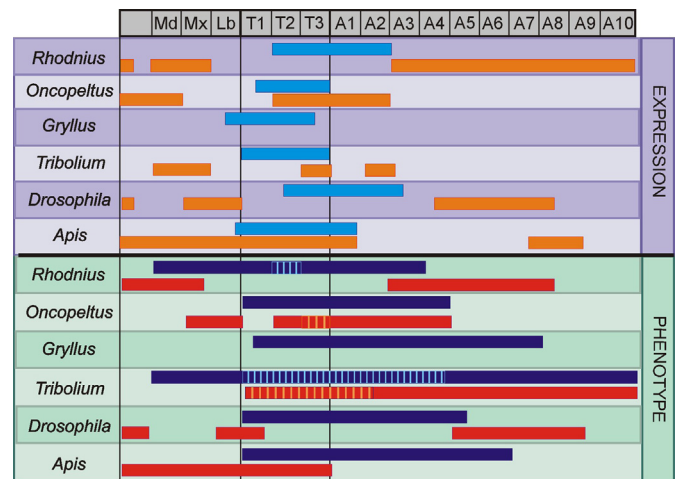 Md Mx Lb T1 T2 T3 A1 A2 A3 A4 A5 A6 A7 A8 A9 A10
Rhodnius
Oncopeltus
Gryllus
Tribolium
Drosophila
Apis
EXPRESSION
Rhodnius
Oncopeltus
Gryllus
Tribolium
Drosophila
Apis
PHENOTYPE